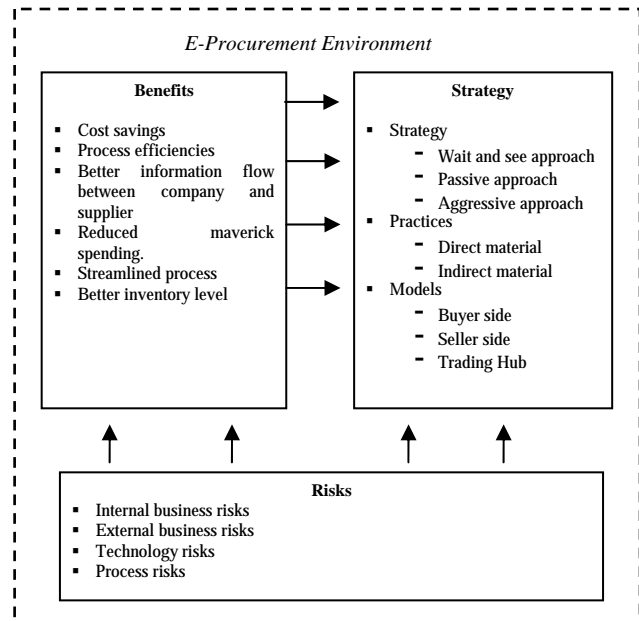 E-Procurement Environment
Benefits
▪ Cost savings
▪ Process efficiencies
▪ Better information flow
between company and
supplier
▪ Reduced maverick
spending.
▪ Streamlined process
▪ Better inventory level
Strategy
▪ Strategy
- Wait and see approach
- Passive approach
- Aggressive approach
▪ Practices
- Direct material
- Indirect material
▪ Models
- Buyer side
- Seller side
- Trading Hub
Risks
▪ Internal business risks
▪ External business risks
▪ Technology risks
▪ Process risks